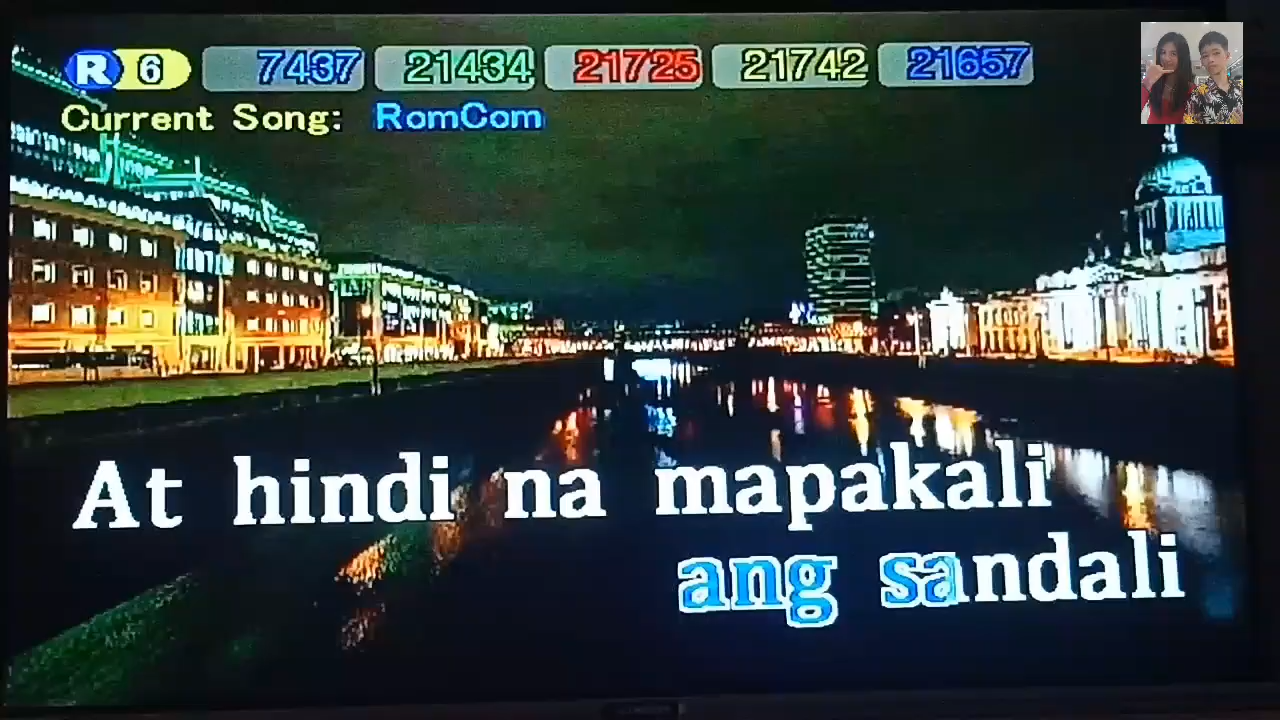 R 6 7437 21434 21725 21742 21657
Current Song: RomCom
At hindi na mapakali
ang sandali